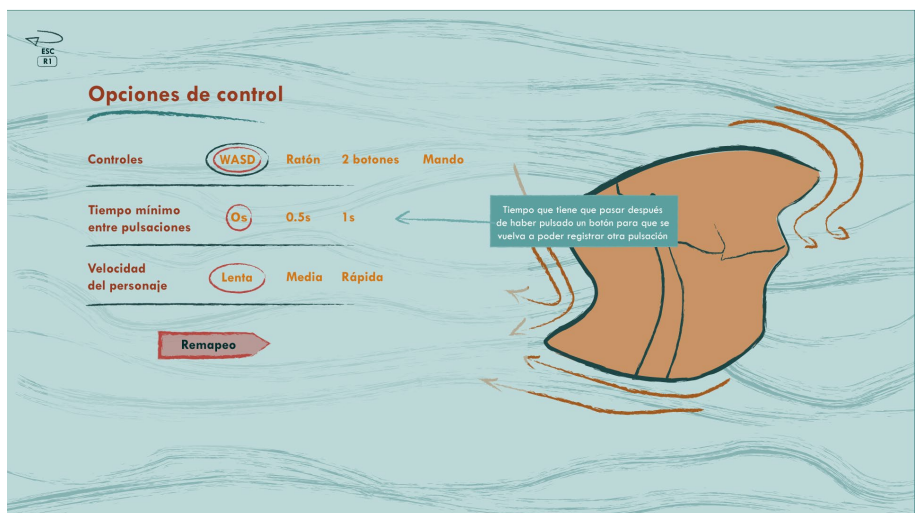 ESC
R1
Opciones de control
Controles
WASD
Ratón
2 botones
Mando
Tiempo mínimo
entre pulsaciones
0s
0.5s
1s
Tiempo que tiene que pasar después
de haber pulsado un botón para que se
vuelva a poder registrar otra pulsación
Velocidad
del personaje
Lenta
Media
Rápida
Remapeo